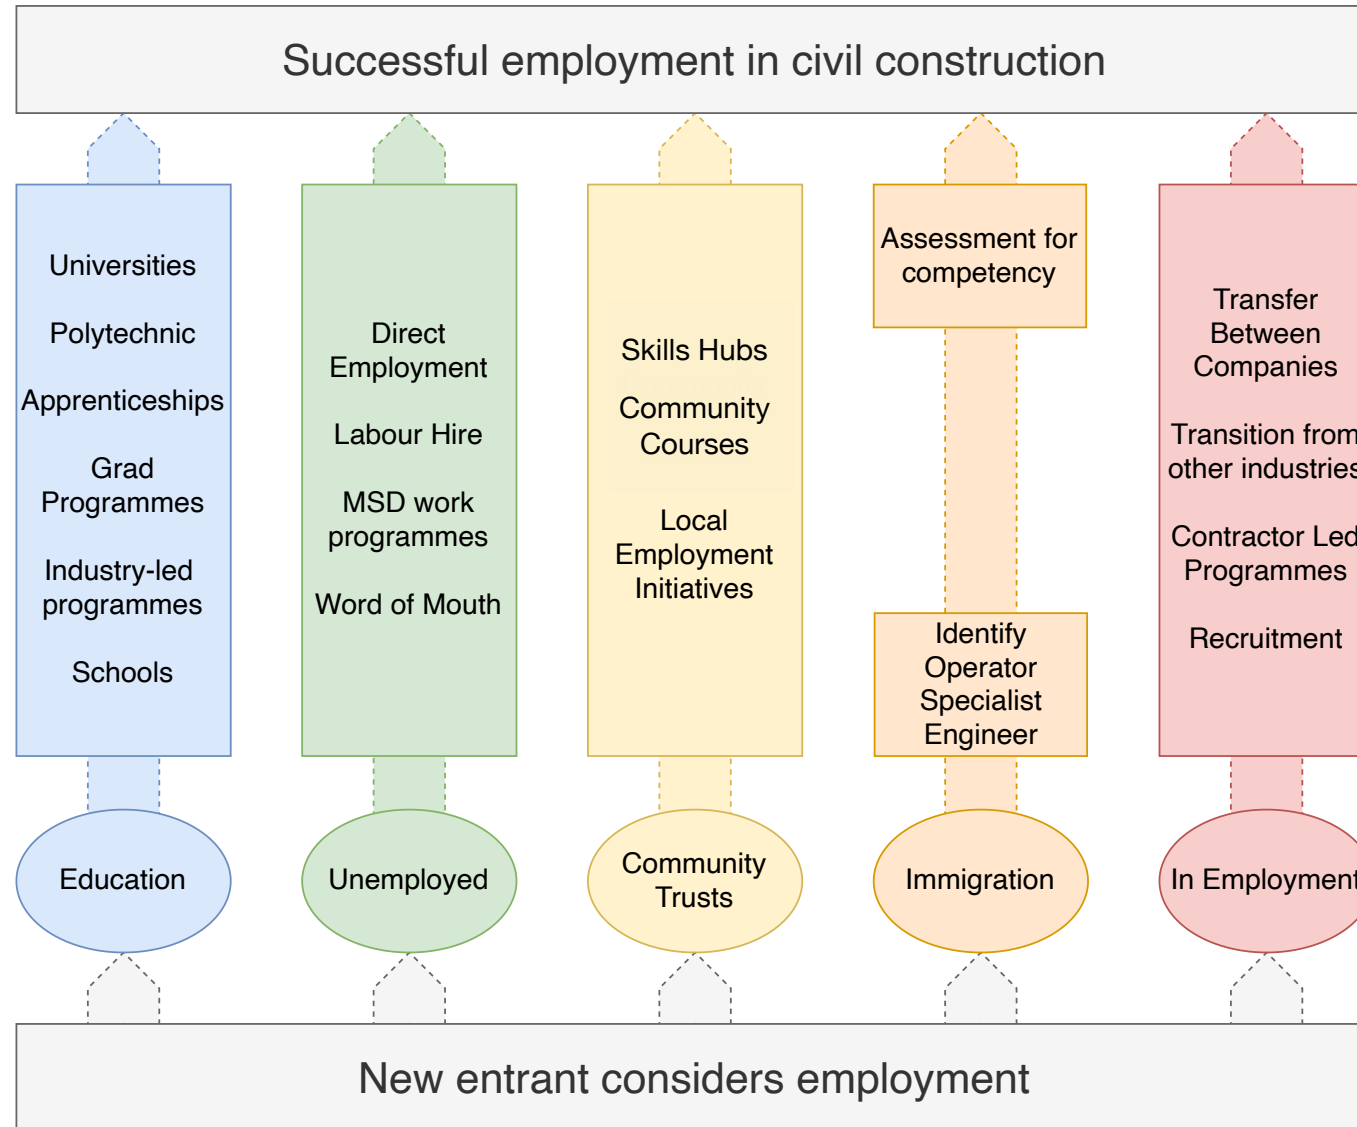 Successful employment in civil construction
Universities
Polytechnic
Apprenticeships
Grad
Programmes
Industry-led
programmes
Schools
Direct
Employment
Labour Hire
MSD work
programmes
Word of Mouth
Skills Hubs
Community
Courses
Local
Employment
Initiatives
Assessment for
competency
Identify
Operator
Specialist
Engineer
Transfer
Between
Companies
Transition from
other industries
Contractor Led
Programmes
Recruitment
Education
Unemployed
Community
Trusts
Immigration
In Employment
New entrant considers employment